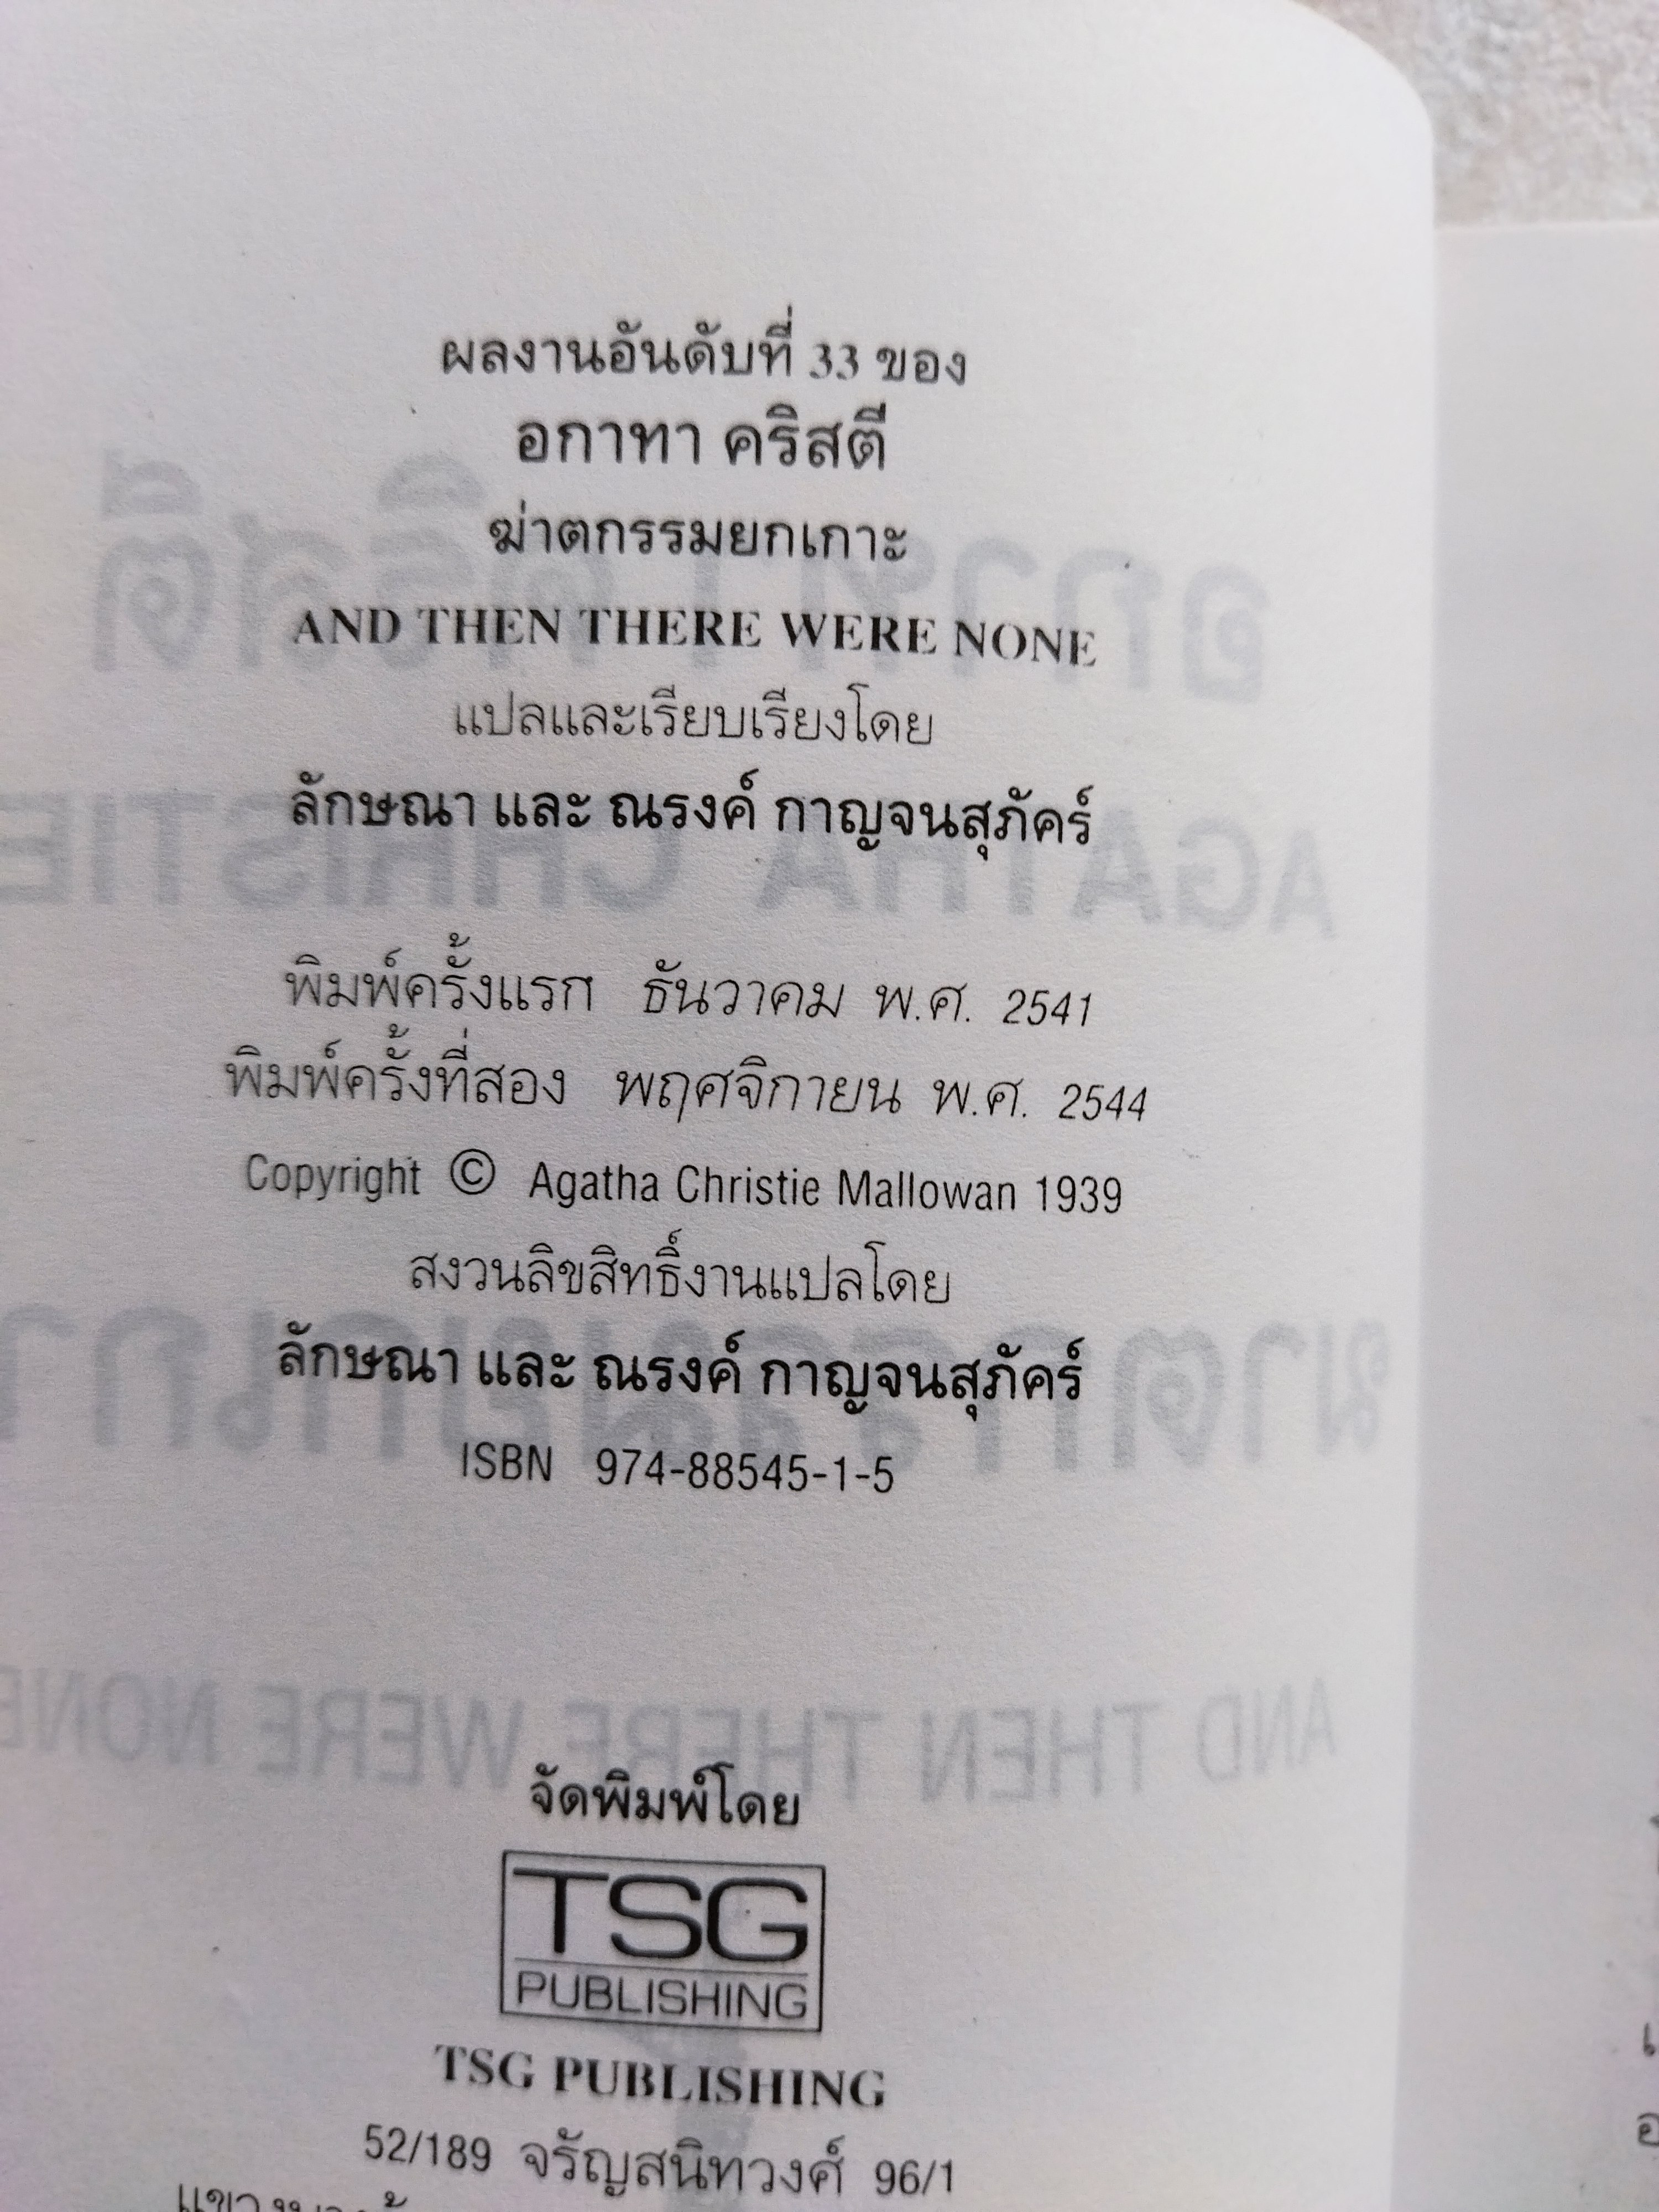 ผลงานอันดับที่ 33 ของ
อกาทา คริสตี
ฆ่าตกรรมยกเกาะ
AND THEN THERE WERE NONE
แปลและเรียบเรียงโดย
ลักษณา และ ณรงค์ กาญจนสุภัคร์
พิมพ์ครั้งแรก ธันวาคม พ.ศ. 2541
พิมพ์ครั้งที่สอง พฤศจิกายน พ.ศ. 2544
Copyright © Agatha Christie Mallowan 1939
สงวนลิขสิทธิ์งานแปลโดย
ลักษณา และ ณรงค์ กาญจนสุภัคร์
ISBN 974-88545-1-5
จัดพิมพ์โดย
TSG
PUBLISHING
TSG PUBLISHING
52/189 จรัญสนิทวงศ์ 96/1